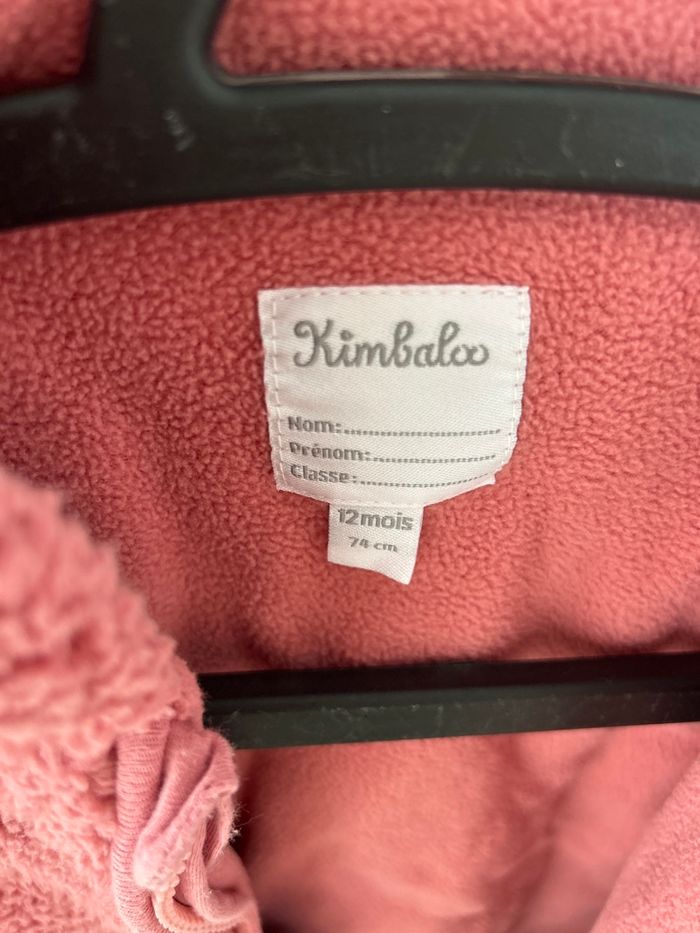 Kimbaloo
Nom:
Prénom:
Classe:
12mois
74 cm